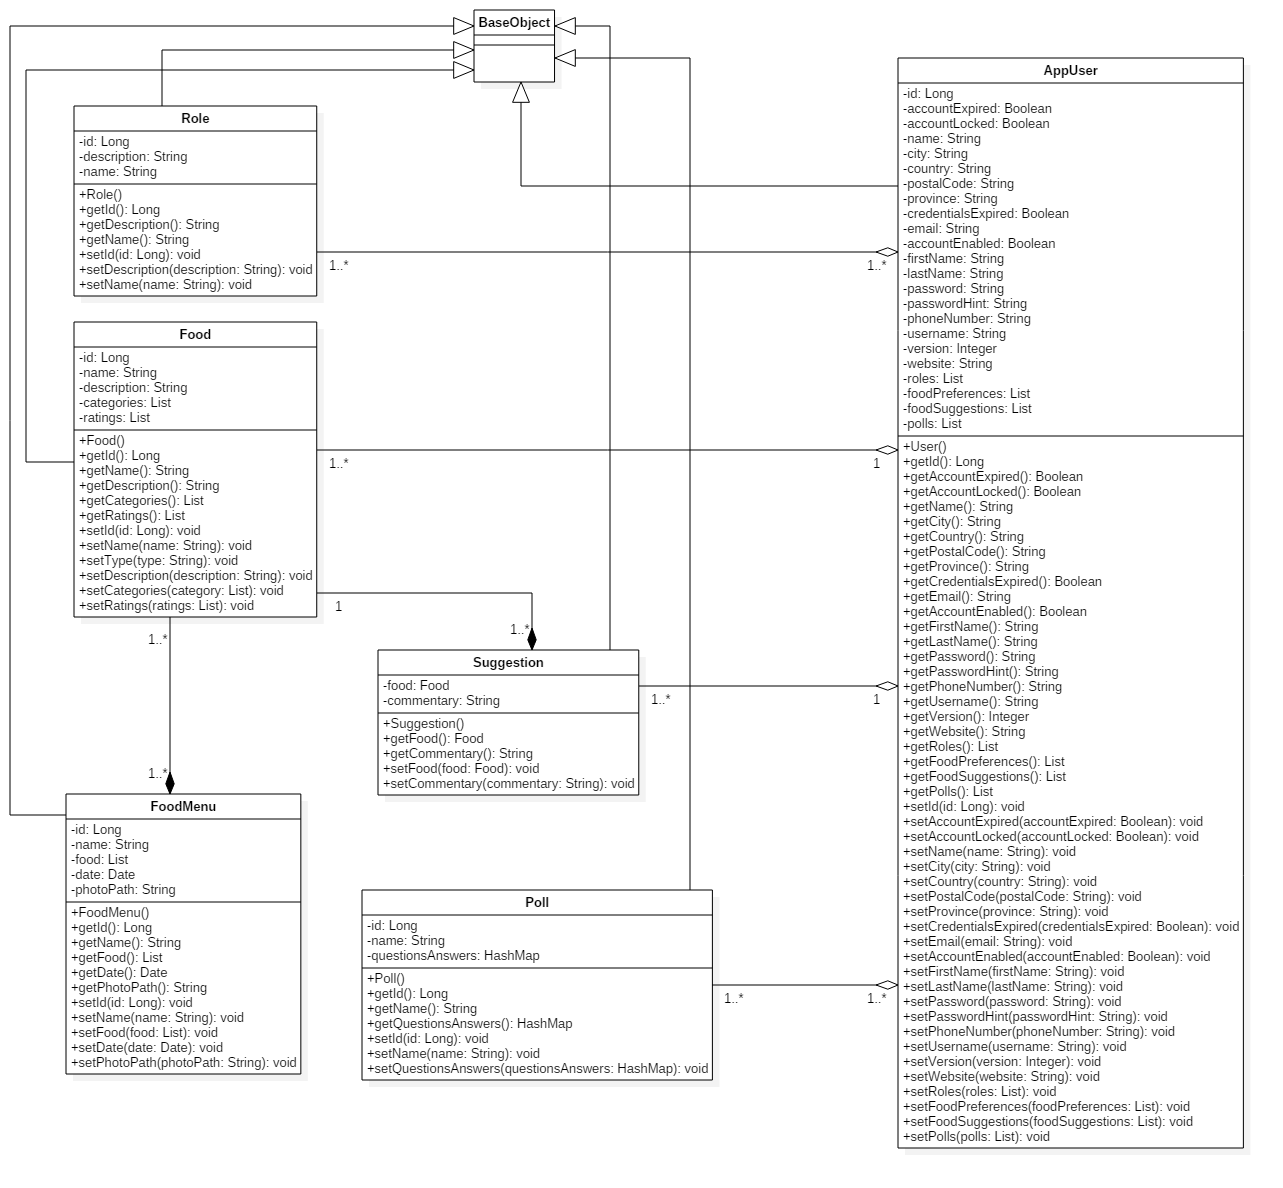 BaseObject
Role
-id: Long
-description: String
-name: String
+Role()
+getId(): Long
+getDescription(): String
+getName(): String
+setId(id: Long): void
+setDescription(description: String): void
+setName(name: String): void
1..*
1..*
Food
-id: Long
-name: String
-description: String
-categories: List
-ratings: List
+Food()
+getId(): Long
+getName(): String
+getDescription(): String
+getCategories(): List
+getRatings(): List
+setId(id: Long): void
+setName(name: String): void
+setType(type: String): void
+setDescription(description: String): void
+setCategories(category: List): void
+setRatings(ratings: List): void
1..*
1
1
1..*
1..*
1..*
Suggestion
-food: Food
-commentary: String
+Suggestion()
+getFood(): Food
+getCommentary(): String
+setFood(food: Food): void
+setCommentary(commentary: String): void
1..*
1
FoodMenu
-id: Long
-name: String
-food: List
-date: Date
-photoPath: String
+FoodMenu()
+getId(): Long
+getName(): String
+getFood(): List
+getDate(): Date
+getPhotoPath(): String
+setId(id: Long): void
+setName(name: String): void
+setFood(food: List): void
+setDate(date: Date): void
+setPhotoPath(photoPath: String): void
Poll
-id: Long
-name: String
-questionsAnswers: HashMap
+Poll()
+getId(): Long
+getName(): String
+getQuestionsAnswers(): HashMap
+setId(id: Long): void
+setName(name: String): void
+setQuestionsAnswers(questionsAnswers: HashMap): void
1..*
1..*
AppUser
-id: Long
-accountExpired: Boolean
-accountLocked: Boolean
-name: String
-city: String
-country: String
-postalCode: String
-province: String
-credentialsExpired: Boolean
-email: String
-accountEnabled: Boolean
-firstName: String
-lastName: String
-password: String
-passwordHint: String
-phoneNumber: String
-username: String
-version: Integer
-website: String
-roles: List
-foodPreferences: List
-foodSuggestions: List
-polls: List
+User()
+getId(): Long
+getAccountExpired(): Boolean
+getAccountLocked(): Boolean
+getName(): String
+getCity(): String
+getCountry(): String
+getPostalCode(): String
+getProvince(): String
+getCredentialsExpired(): Boolean
+getEmail(): String
+getAccountEnabled(): Boolean
+getFirstName(): String
+getLastName(): String
+getPassword(): String
+getPasswordHint(): String
+getPhoneNumber(): String
+getUsername(): String
+getVersion(): Integer
+getWebsite(): String
+getRoles(): List
+getFoodPreferences(): List
+getFoodSuggestions(): List
+getPolls(): List
+setId(id: Long): void
+setAccountExpired(accountExpired: Boolean): void
+setAccountLocked(accountLocked: Boolean): void
+setName(name: String): void
+setCity(city: String): void
+setCountry(country: String): void
+setPostalCode(postalCode: String): void
+setProvince(province: String): void
+setCredentialsExpired(credentialsExpired: Boolean): void
+setEmail(email: String): void
+setAccountEnabled(accountEnabled: Boolean): void
+setFirstName(firstName: String): void
+setLastName(lastName: String): void
+setPassword(password: String): void
+setPasswordHint(passwordHint: String): void
+setPhoneNumber(phoneNumber: String): void
+setUsername(username: String): void
+setVersion(version: Integer): void
+setWebsite(website: String): void
+setRoles(roles: List): void
+setFoodPreferences(foodPreferences: List): void
+setFoodSuggestions(foodSuggestions: List): void
+setPolls(polls: List): void